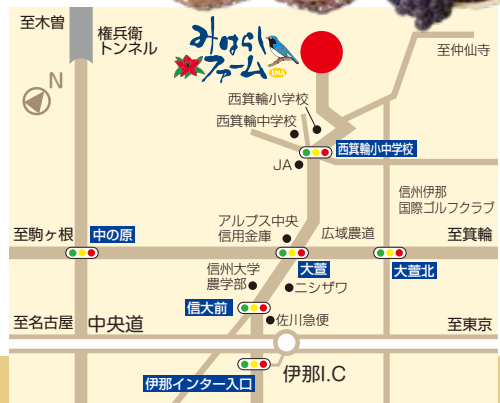 至木曽
権兵衛
トンネル
みはらし
ファーム
INA
至仲仙寺
N
西箕輪小学校
西箕輪中学校
西箕輪小中学校
JA
信州伊那
国際ゴルフクラブ
アルプス中央
信用金庫
広域農道
至駒ヶ根
中の原
至箕輪
大萱
大萱北
信州大学
農学部
ニシザワ
信大前
佐川急便
至名古屋
中央道
至東京
伊那I.C
伊那インター入口